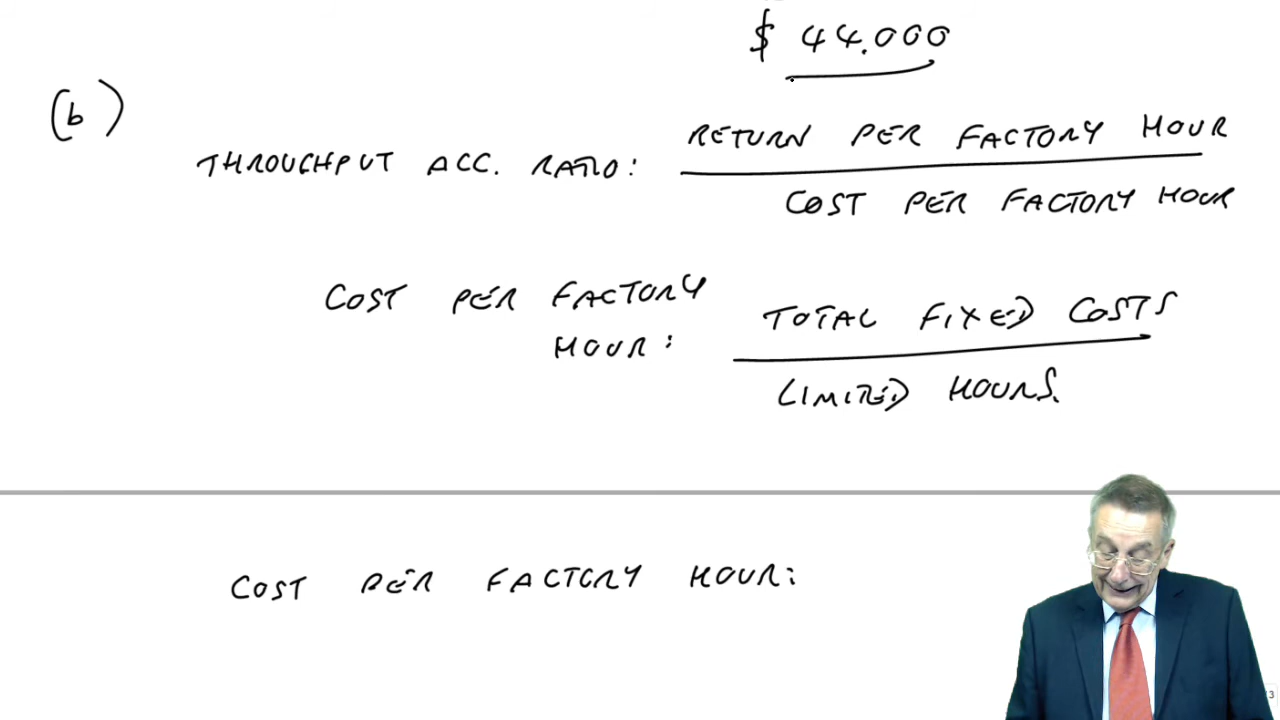 $ 44.000
(b)
THROUGHPUT ACC. RATIO: RETURN PER FACTORY HOUR
COST PER FACTORY HOUR
COST PER FACTORY
HOUR: TOTAL FIXED COSTS
LIMITED HOURS.
COST PER FACTORY HOUR: